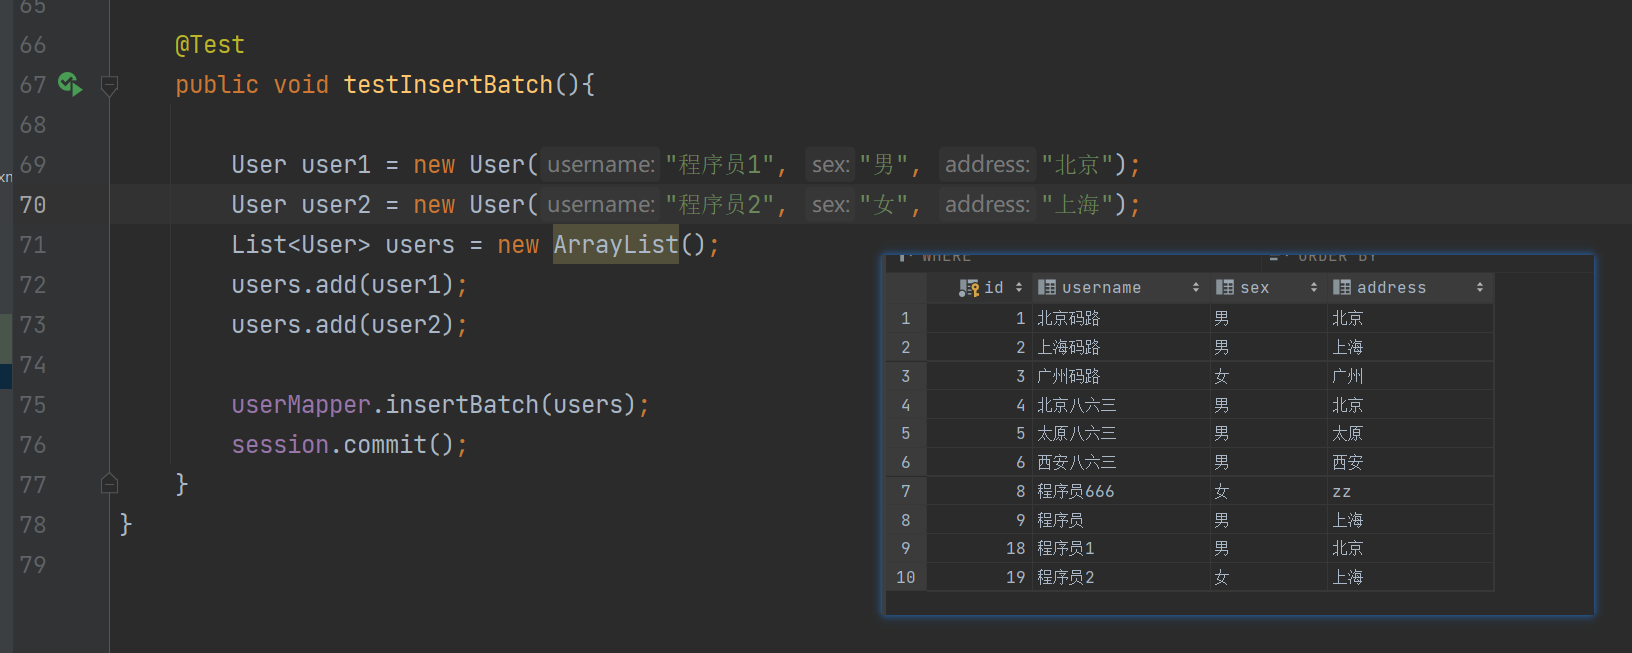 65
66 @Test
67 public void testInsertBatch(){
68
69 User user1 = new User( username: "程序员1", sex: "男", address: "北京");
xn
70 User user2 = new User( username: "程序员2", sex: "女", address: "上海");
71 List<User> users = new ArrayList();
72 users.add(user1);
73 users.add(user2);
74
75 userMapper.insertBatch(users);
76 session.commit();
77 }
78 }
79
WHERE ORDER BY
id username sex address
1 1 北京码路 男 北京
2 2 上海码路 男 上海
3 3 广州码路 女 广州
4 4 北京八六三 男 北京
5 5 太原八六三 男 太原
6 6 西安八六三 男 西安
7 8 程序员666 女 zz
8 9 程序员 男 上海
9 18 程序员1 男 北京
10 19 程序员2 女 上海